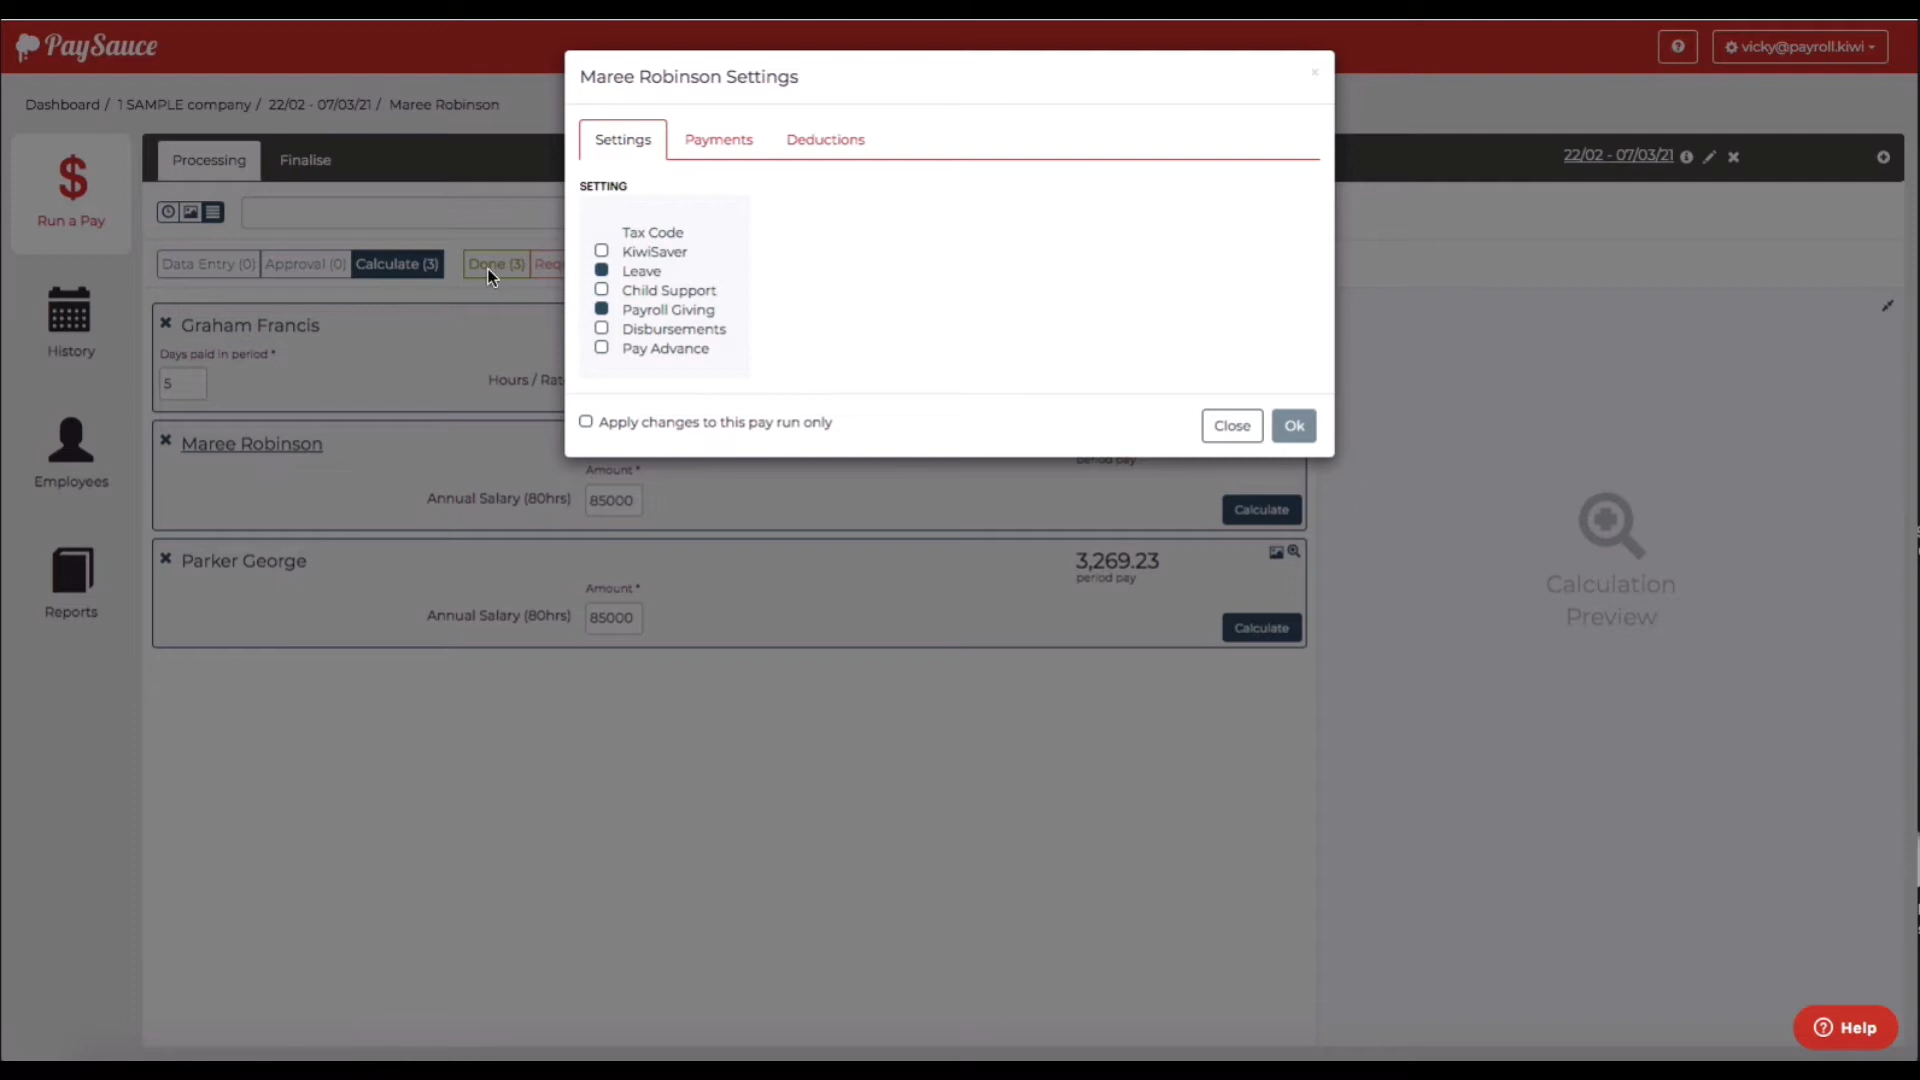 PaySauce
vicky@payroll.kiwi
Dashboard / 1 SAMPLE company / 22/02 - 07/03/21 / Maree Robinson
Run a Pay
History
Employees
Reports
Processing
Finalise
22/02 - 07/03/21
Data Entry (0)
Approval (0)
Calculate (3)
Done (3)
Graham Francis
Days paid in period *
5
Hours /
Maree Robinson
period pay
Amount *
Annual Salary (80hrs)
85000
Calculate
Parker George
3,269.23
period pay
Amount *
Annual Salary (80hrs)
85000
Calculate
Maree Robinson Settings
Settings
Payments
Deductions
SETTING
Tax Code
KiwiSaver
Leave
Child Support
Payroll Giving
Disbursements
Pay Advance
Apply changes to this pay run only
Close
Ok
Calculation
Preview
Help